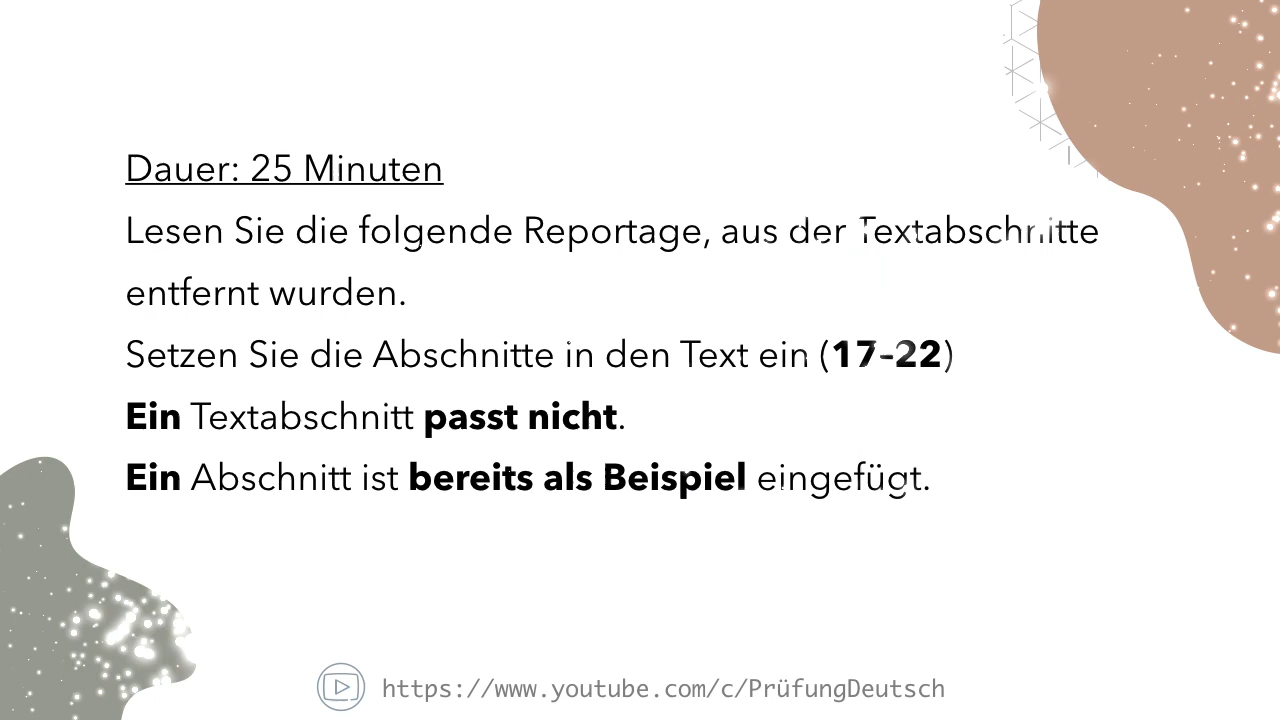 Dauer: 25 Minuten
Lesen Sie die folgende Reportage, aus der Textabschnitte
entfernt wurden.
Setzen Sie die Abschnitte in den Text ein (17-22)
Ein Textabschnitt passt nicht.
Ein Abschnitt ist bereits als Beispiel eingefügt.
https://www.youtube.com/c/PrüfungDeutsch